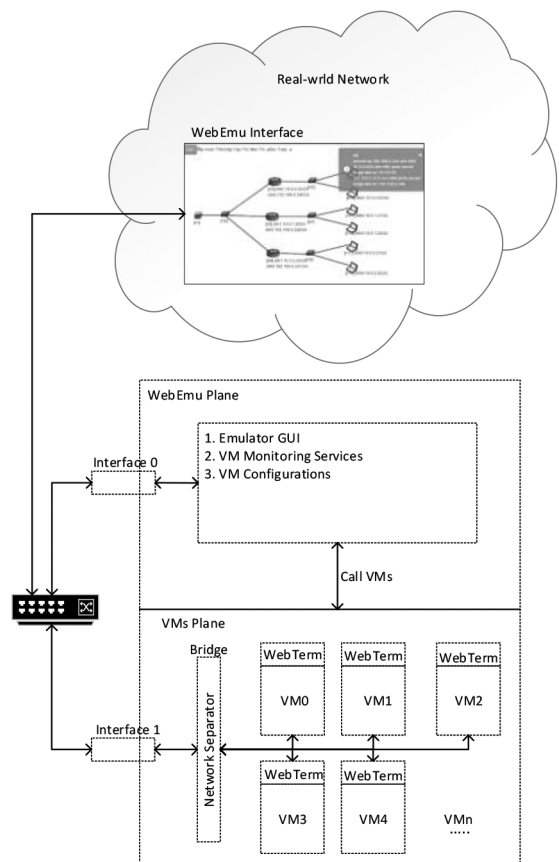 Real-wrld Network
WebEmu Interface
WebEmu Plane
1. Emulator GUI
2. VM Monitoring Services
3. VM Configurations
Interface 0
Call VMs
VMs Plane
Bridge
WebTerm
WebTerm
WebTerm
VM0
VM1
VM2
Interface 1
Network Separator
WebTerm
WebTerm
VM3
VM4
VMn
.....